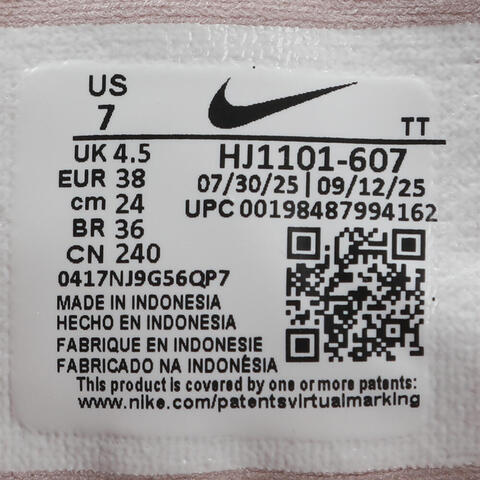 US
7
TT
UK 4.5
EUR 38
cm 24
BR 36
CN 240
HJ1101-607
07/30/25 | 09/12/25
UPC 00198487994162
0417NJ9G56QP7
MADE IN INDONESIA
HECHO EN INDONESIA
FABRIQUE EN INDONESIE
FABRICADO NA INDONÉSIA
This product is covered by one or more patents:
www.nike.com/patentsvirtualmarking